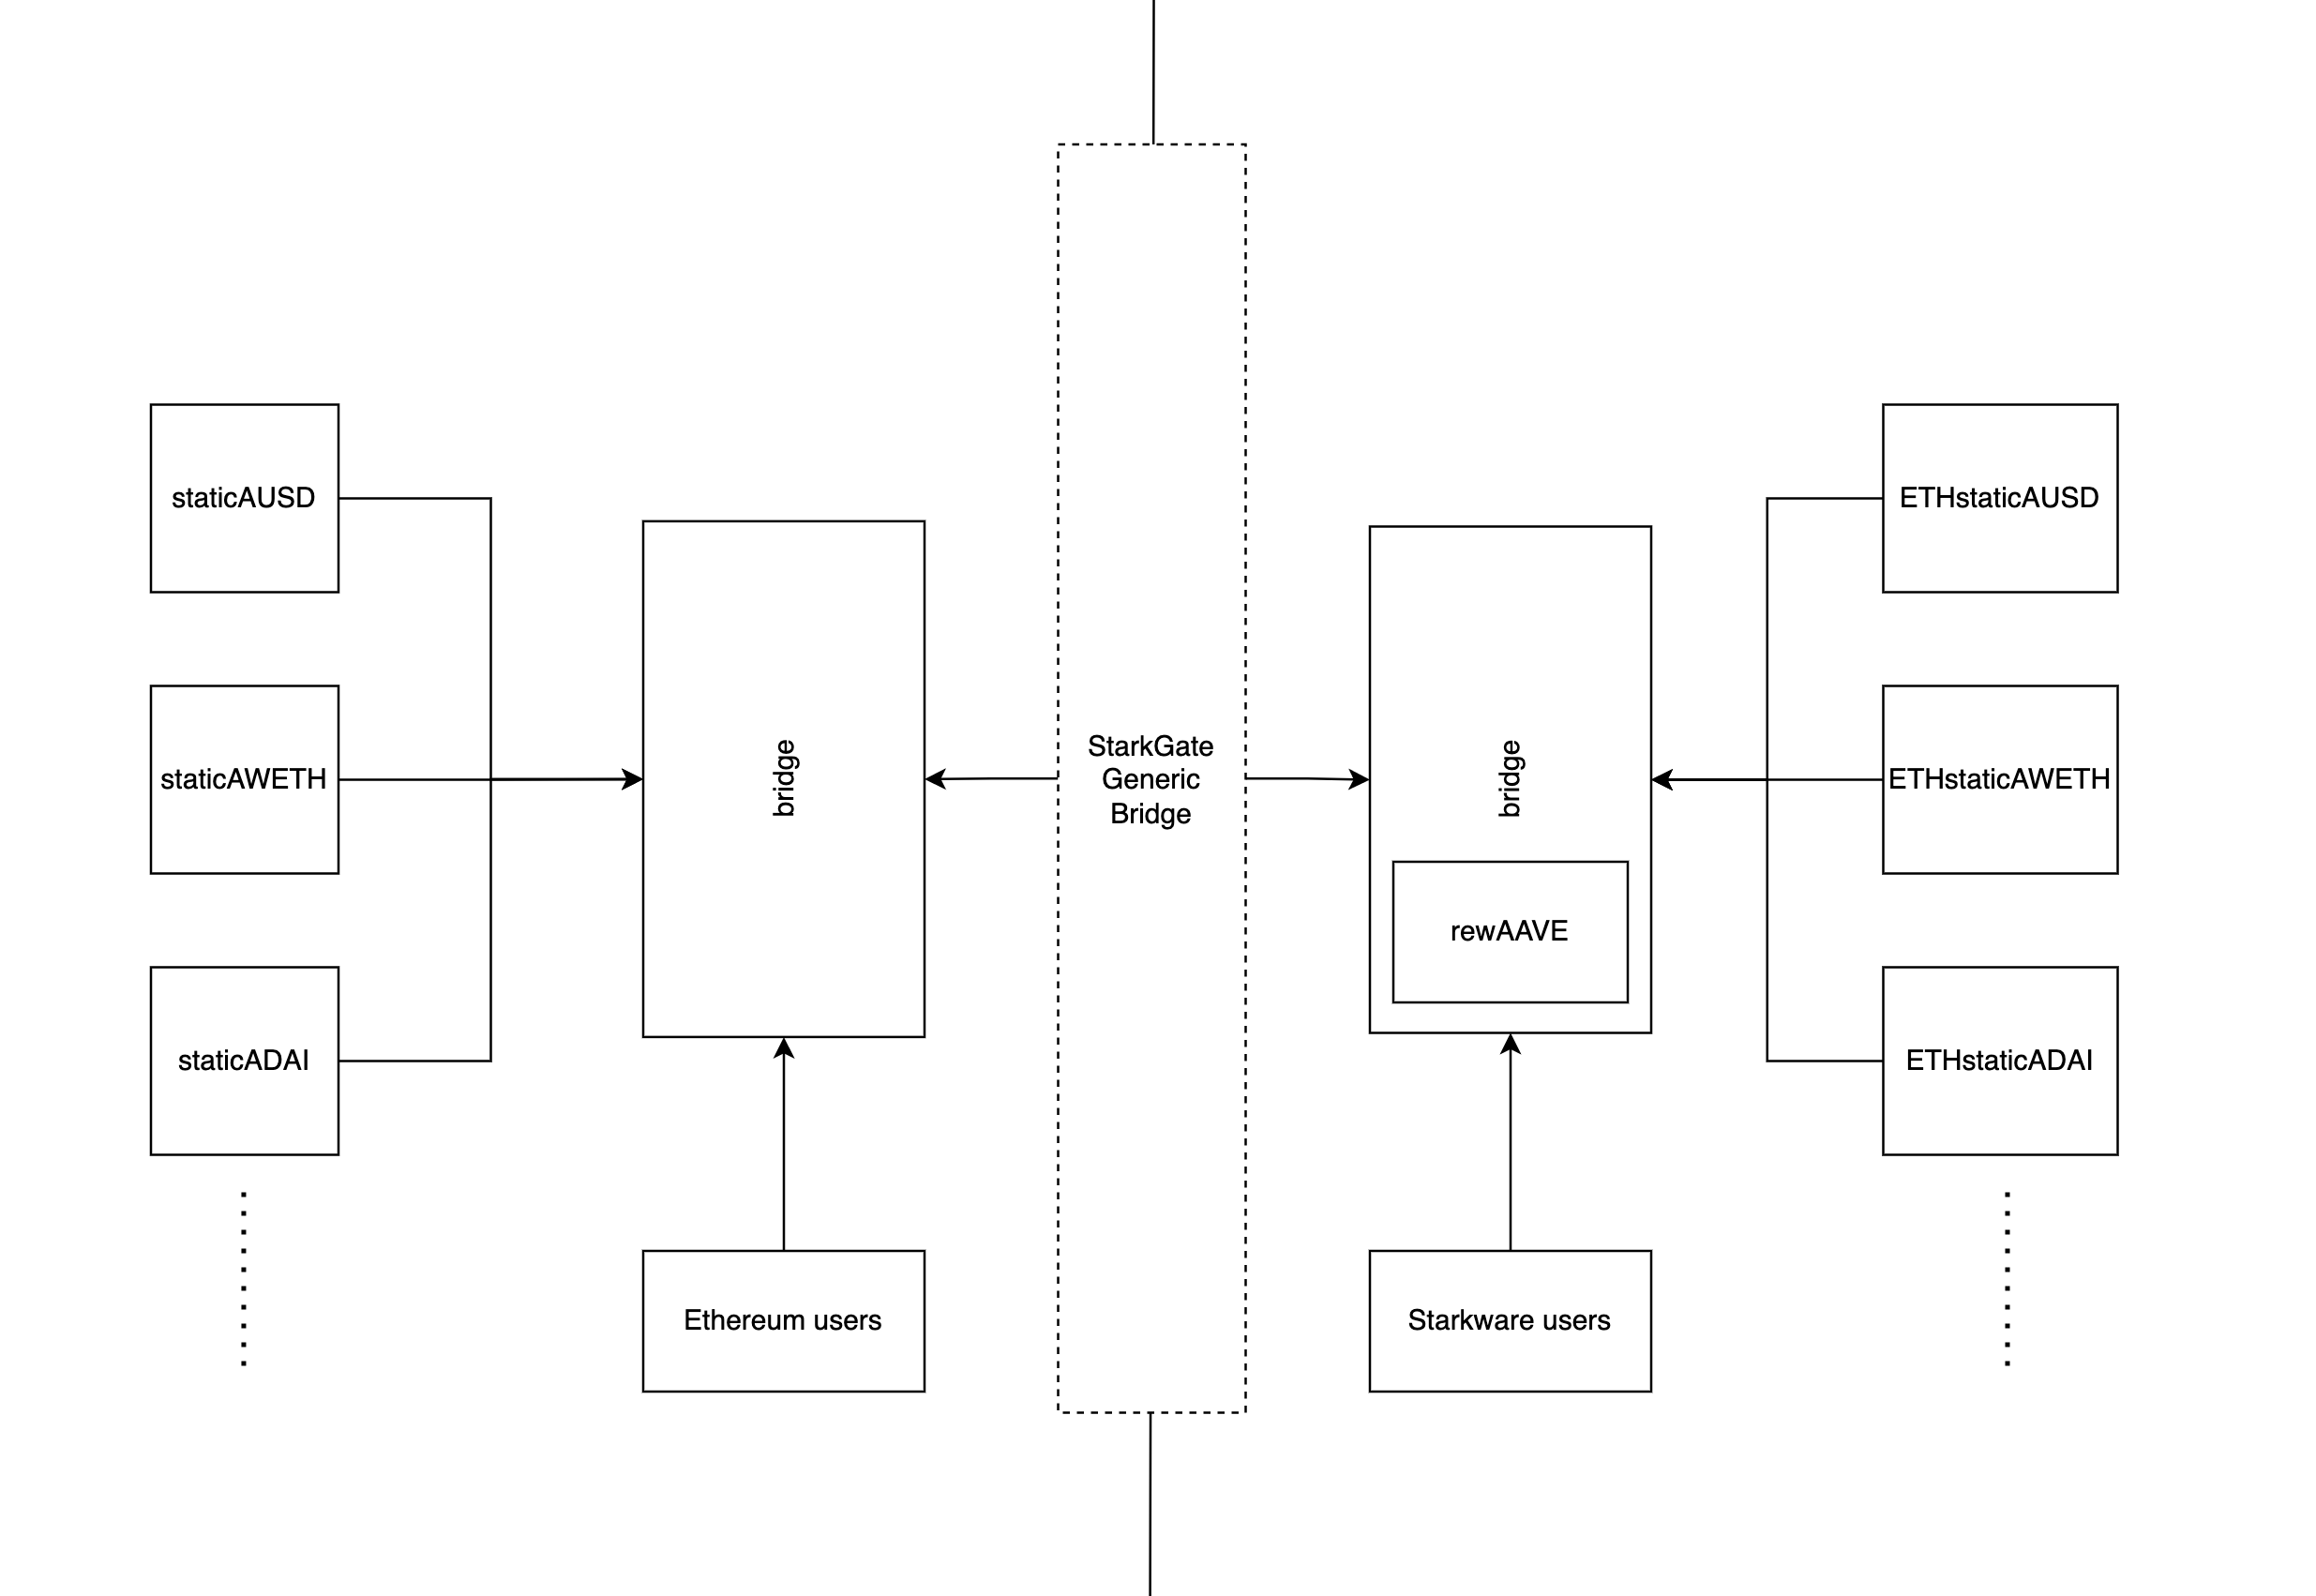 staticAUSD
staticAWETH
staticADAI
bridge
Ethereum users
StarkGate
Generic
Bridge
bridge
rewAAVE
Starkware users
ETHstaticAUSD
ETHstaticAWETH
ETHstaticADAI